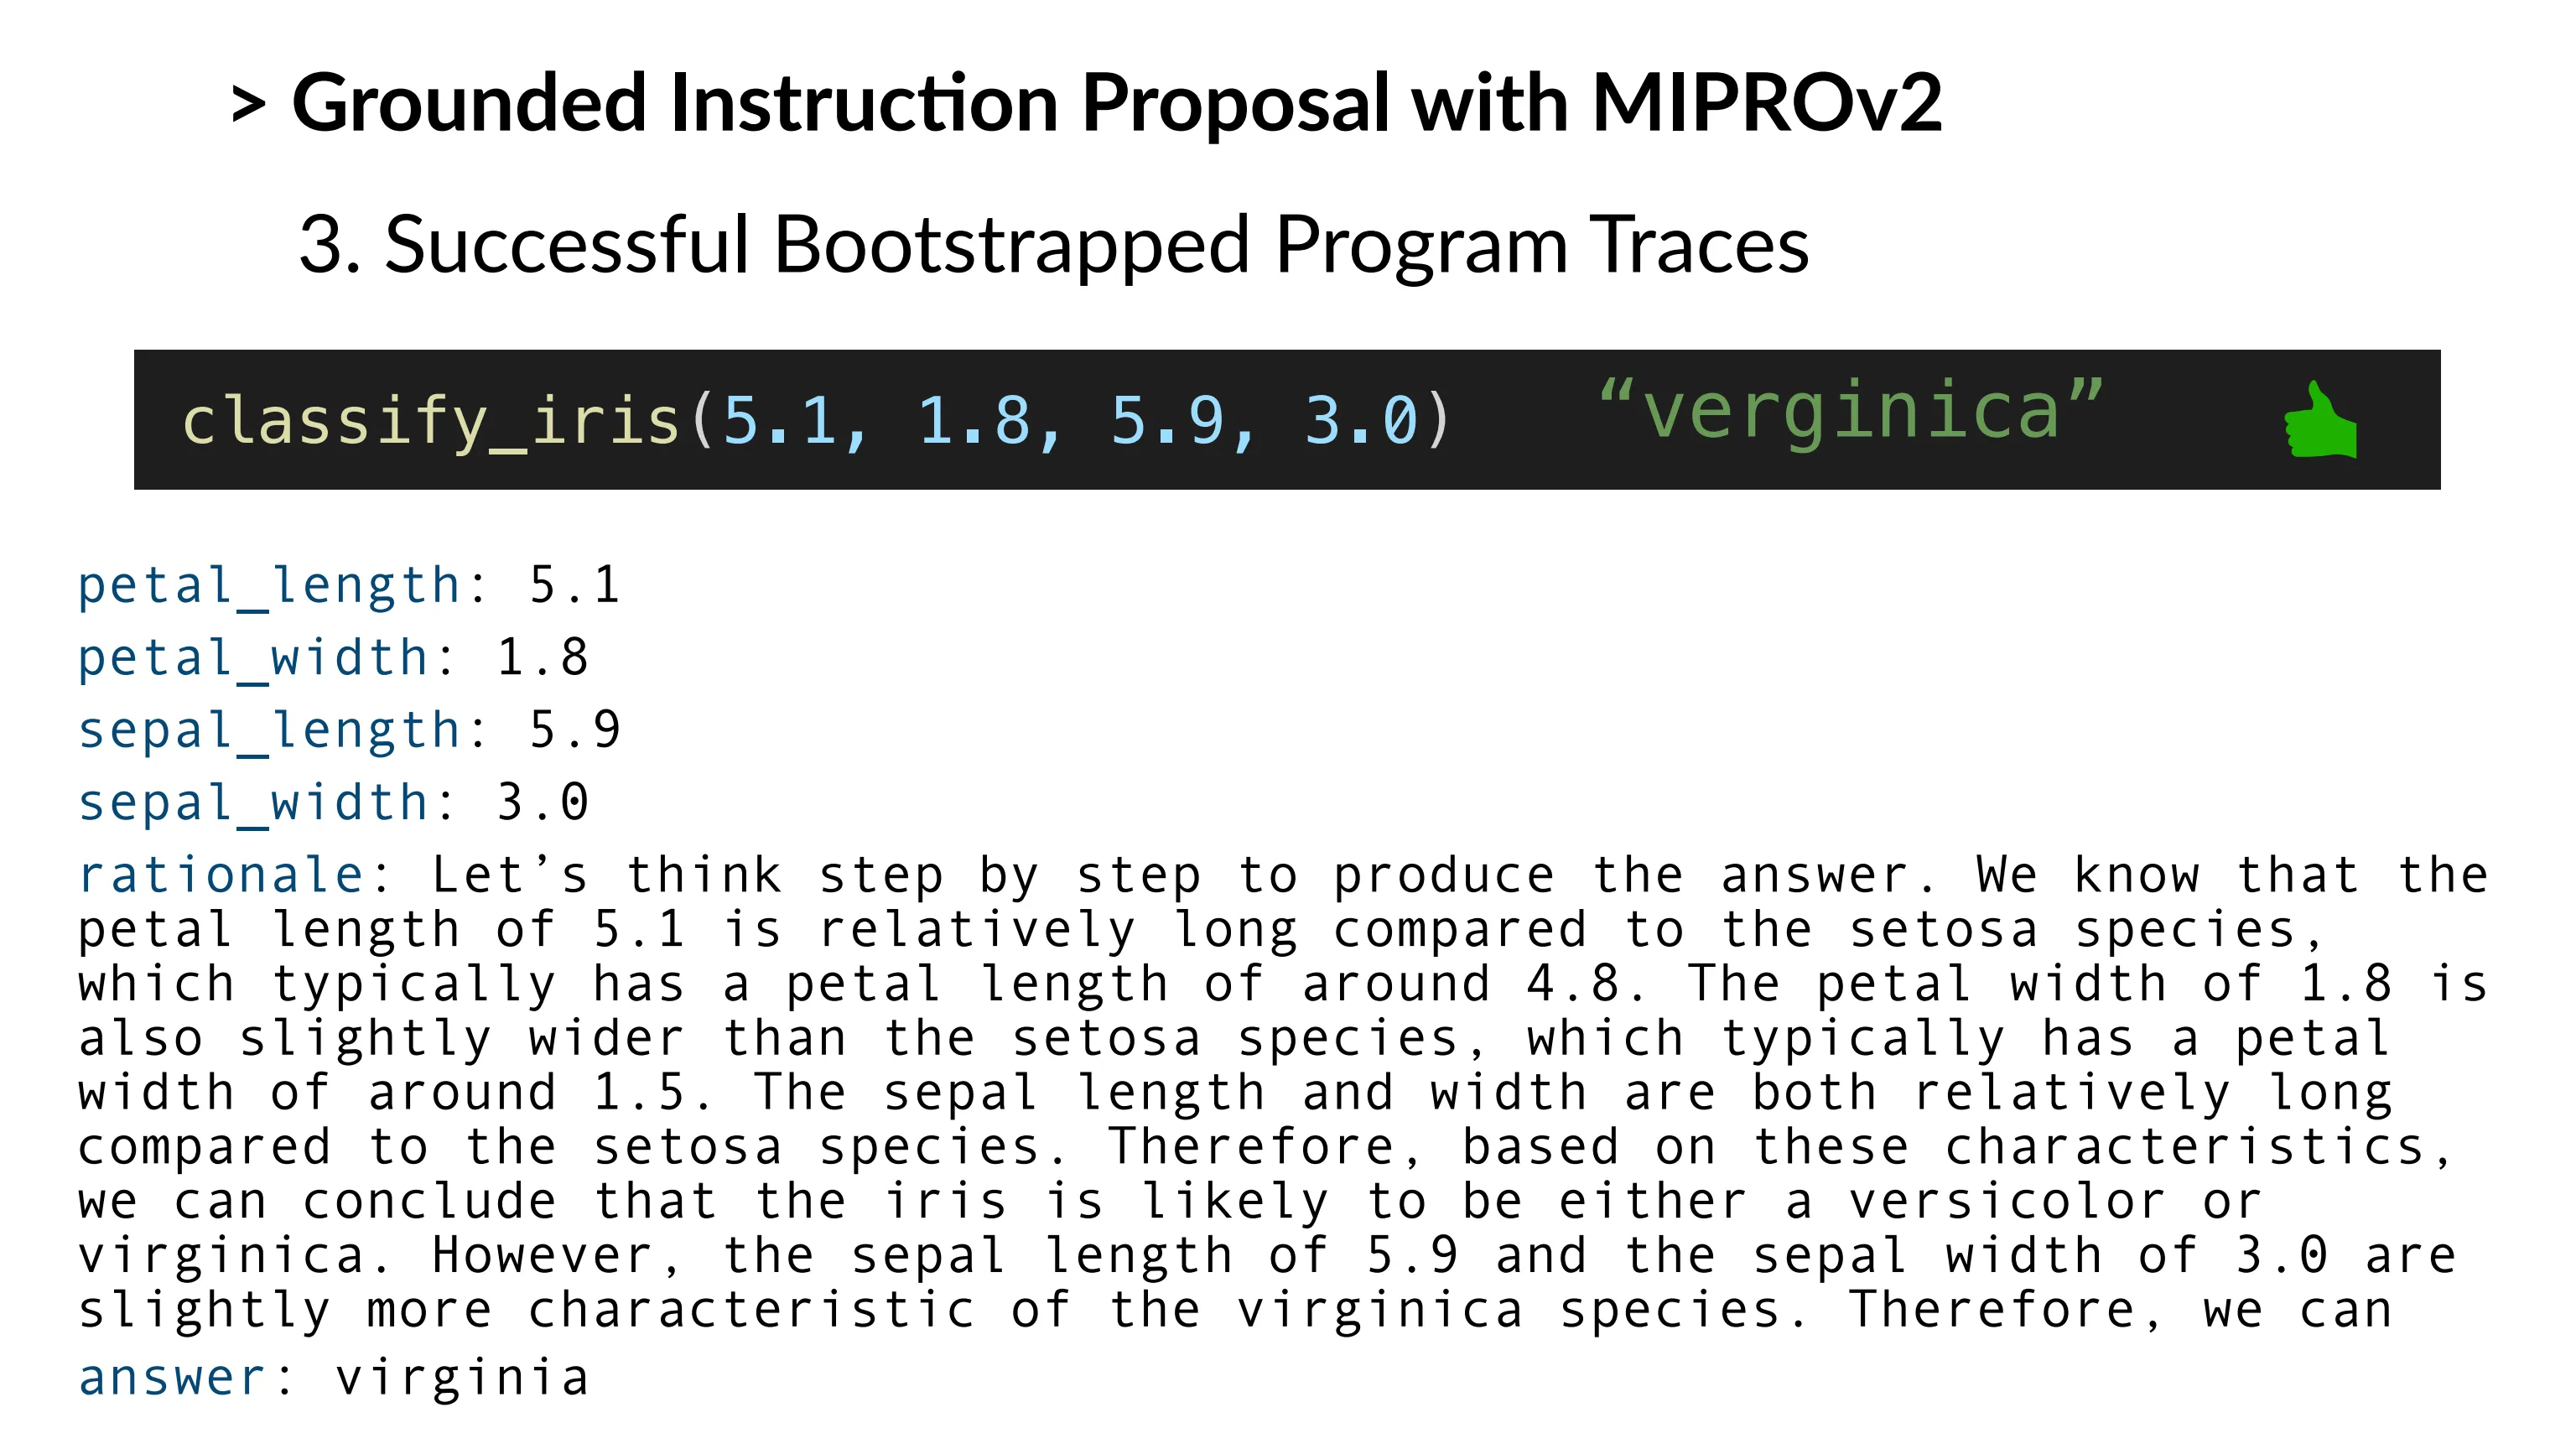 > Grounded Instruction Proposal with MIPROv2
3. Successful Bootstrapped Program Traces
classify_iris(5.1, 1.8, 5.9, 3.0) “verginica”
petal_length: 5.1
petal_width: 1.8
sepal_length: 5.9
sepal_width: 3.0
rationale: Let’s think step by step to produce the answer. We know that the
petal length of 5.1 is relatively long compared to the setosa species,
which typically has a petal length of around 4.8. The petal width of 1.8 is
also slightly wider than the setosa species, which typically has a petal
width of around 1.5. The sepal length and width are both relatively long
compared to the setosa species. Therefore, based on these characteristics,
we can conclude that the iris is likely to be either a versicolor or
virginica. However, the sepal length of 5.9 and the sepal width of 3.0 are
slightly more characteristic of the virginica species. Therefore, we can
answer: virginia